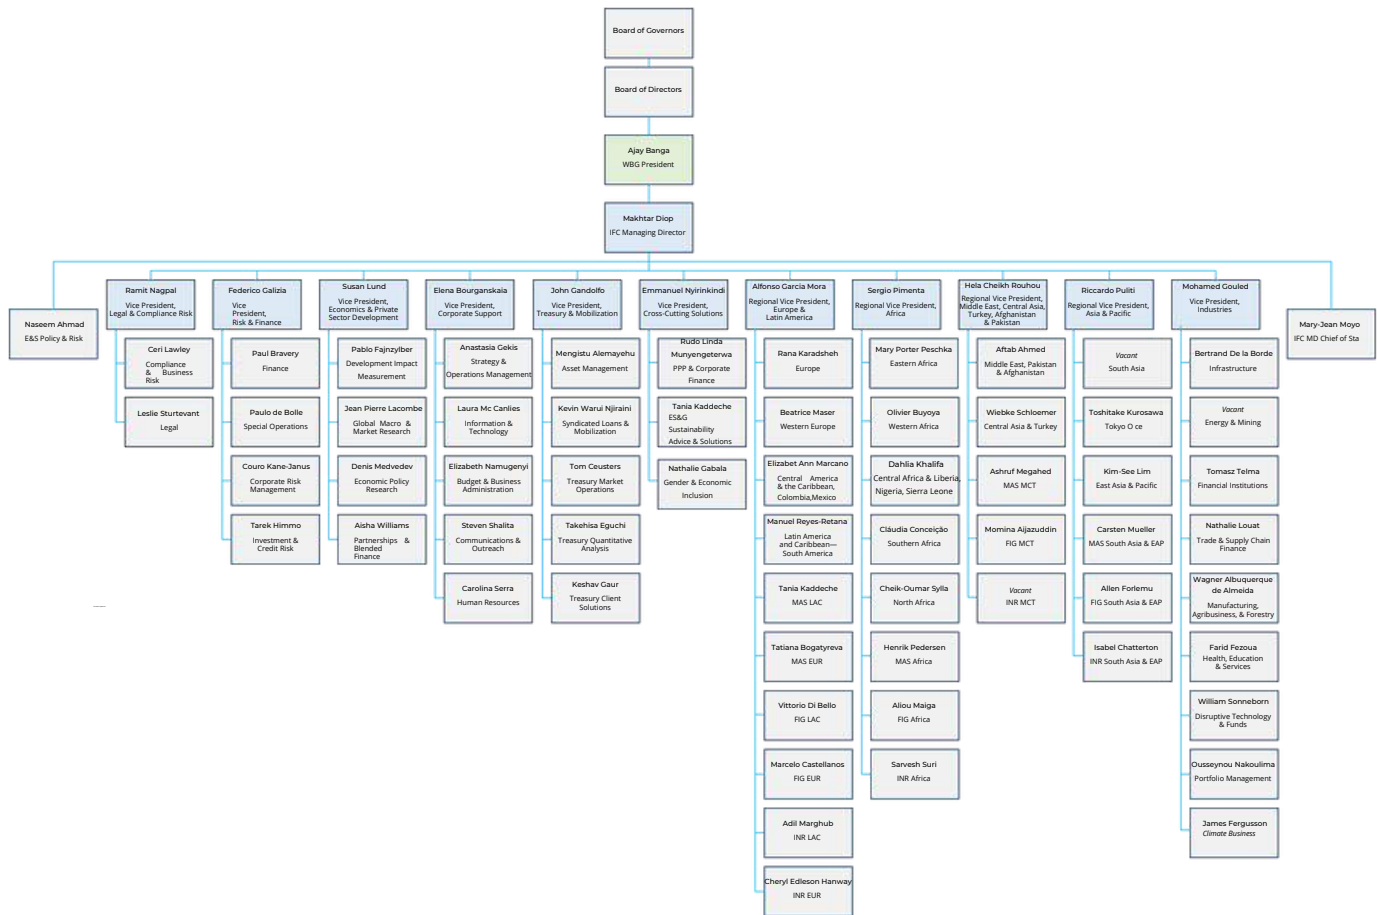 Board of Governors
Board of Directors
Ajay Banga
WBG President
Makhtar Diop
IFC Managing Director
Naseem Ahmad
E&S Policy & Risk
Ramit Nagpal
Vice President,
Legal & Compliance Risk
Ceri Lawley
Compliance
& Business
Risk
Leslie Sturtevant
Legal
Federico Galizia
Vice
President,
Risk & Finance
Paul Bravery
Finance
Paulo de Bolle
Special Operations
Couro Kane-Janus
Corporate Risk
Management
Tarek Himmo
Investment &
Credit Risk
Susan Lund
Vice President,
Economics & Private
Sector Development
Pablo Fajnzylber
Development Impact
Measurement
Jean Pierre Lacombe
Global Macro &
Market Research
Denis Medvedev
Economic Policy
Research
Aisha Williams
Partnerships &
Blended
Finance
Elena Bourganskaia
Vice President,
Corporate Support
Anastasia Gekis
Strategy &
Operations Management
Laura Mc Canlies
Information &
Technology
Elizabeth Namugenyi
Budget & Business
Administration
Steven Shalita
Communications &
Outreach
Carolina Serra
Human Resources
John Gandolfo
Vice President,
Treasury & Mobilization
Mengistu Alemayehu
Asset Management
Kevin Warui Njiraini
Syndicated Loans &
Mobilization
Tom Ceusters
Treasury Market
Operations
Takehisa Eguchi
Treasury Quantitative
Analysis
Keshav Gaur
Treasury Client
Solutions
Emmanuel Nyirinkindi
Vice President,
Cross-Cutting Solutions
Rudo Linda
Munyengeterwa
PPP & Corporate
Finance
Tania Kaddeche
ES&G
Sustainability
Advice & Solutions
Nathalie Gabala
Gender & Economic
Inclusion
Alfonso Garcia Mora
Regional Vice President,
Europe &
Latin America
Rana Karadsheh
Europe
Beatrice Maser
Western Europe
Elizabet Ann Marcano
Central America
& the Caribbean,
Colombia,Mexico
Manuel Reyes-Retana
Latin America
and Caribbean—
South America
Tania Kaddeche
MAS LAC
Tatiana Bogatyreva
MAS EUR
Vittorio Di Bello
FIG LAC
Marcelo Castellanos
FIG EUR
Adil Marghub
INR LAC
Cheryl Edleson Hanway
INR EUR
Sergio Pimenta
Regional Vice President,
Africa
Mary Porter Peschka
Eastern Africa
Olivier Buyoya
Western Africa
Dahlia Khalifa
Central Africa & Liberia,
Nigeria, Sierra Leone
Cláudia Conceição
Southern Africa
Cheik-Oumar Sylla
North Africa
Henrik Pedersen
MAS Africa
Aliou Maiga
FIG Africa
Sarvesh Suri
INR Africa
Hela Cheikh Rouhou
Regional Vice President,
Middle East, Central Asia,
Turkey, Afghanistan
& Pakistan
Aftab Ahmed
Middle East, Pakistan
& Afghanistan
Wiebke Schloemer
Central Asia & Turkey
Ashruf Megahed
MAS MCT
Momina Aijazuddin
FIG MCT
Vacant
INR MCT
Riccardo Puliti
Regional Vice President,
Asia & Pacific
Vacant
South Asia
Toshitake Kurosawa
Tokyo O ce
Kim-See Lim
East Asia & Pacific
Carsten Mueller
MAS South Asia & EAP
Allen Forlemu
FIG South Asia & EAP
Isabel Chatterton
INR South Asia & EAP
Mohamed Gouled
Vice President,
Industries
Bertrand De la Borde
Infrastructure
Vacant
Energy & Mining
Tomasz Telma
Financial Institutions
Nathalie Louat
Trade & Supply Chain
Finance
Wagner Albuquerque
de Almeida
Manufacturing,
Agribusiness, & Forestry
Farid Fezoua
Health, Education
& Services
William Sonneborn
Disruptive Technology
& Funds
Ousseynou Nakoulima
Portfolio Management
James Fergusson
Climate Business
Mary-Jean Moyo
IFC MD Chief of Sta